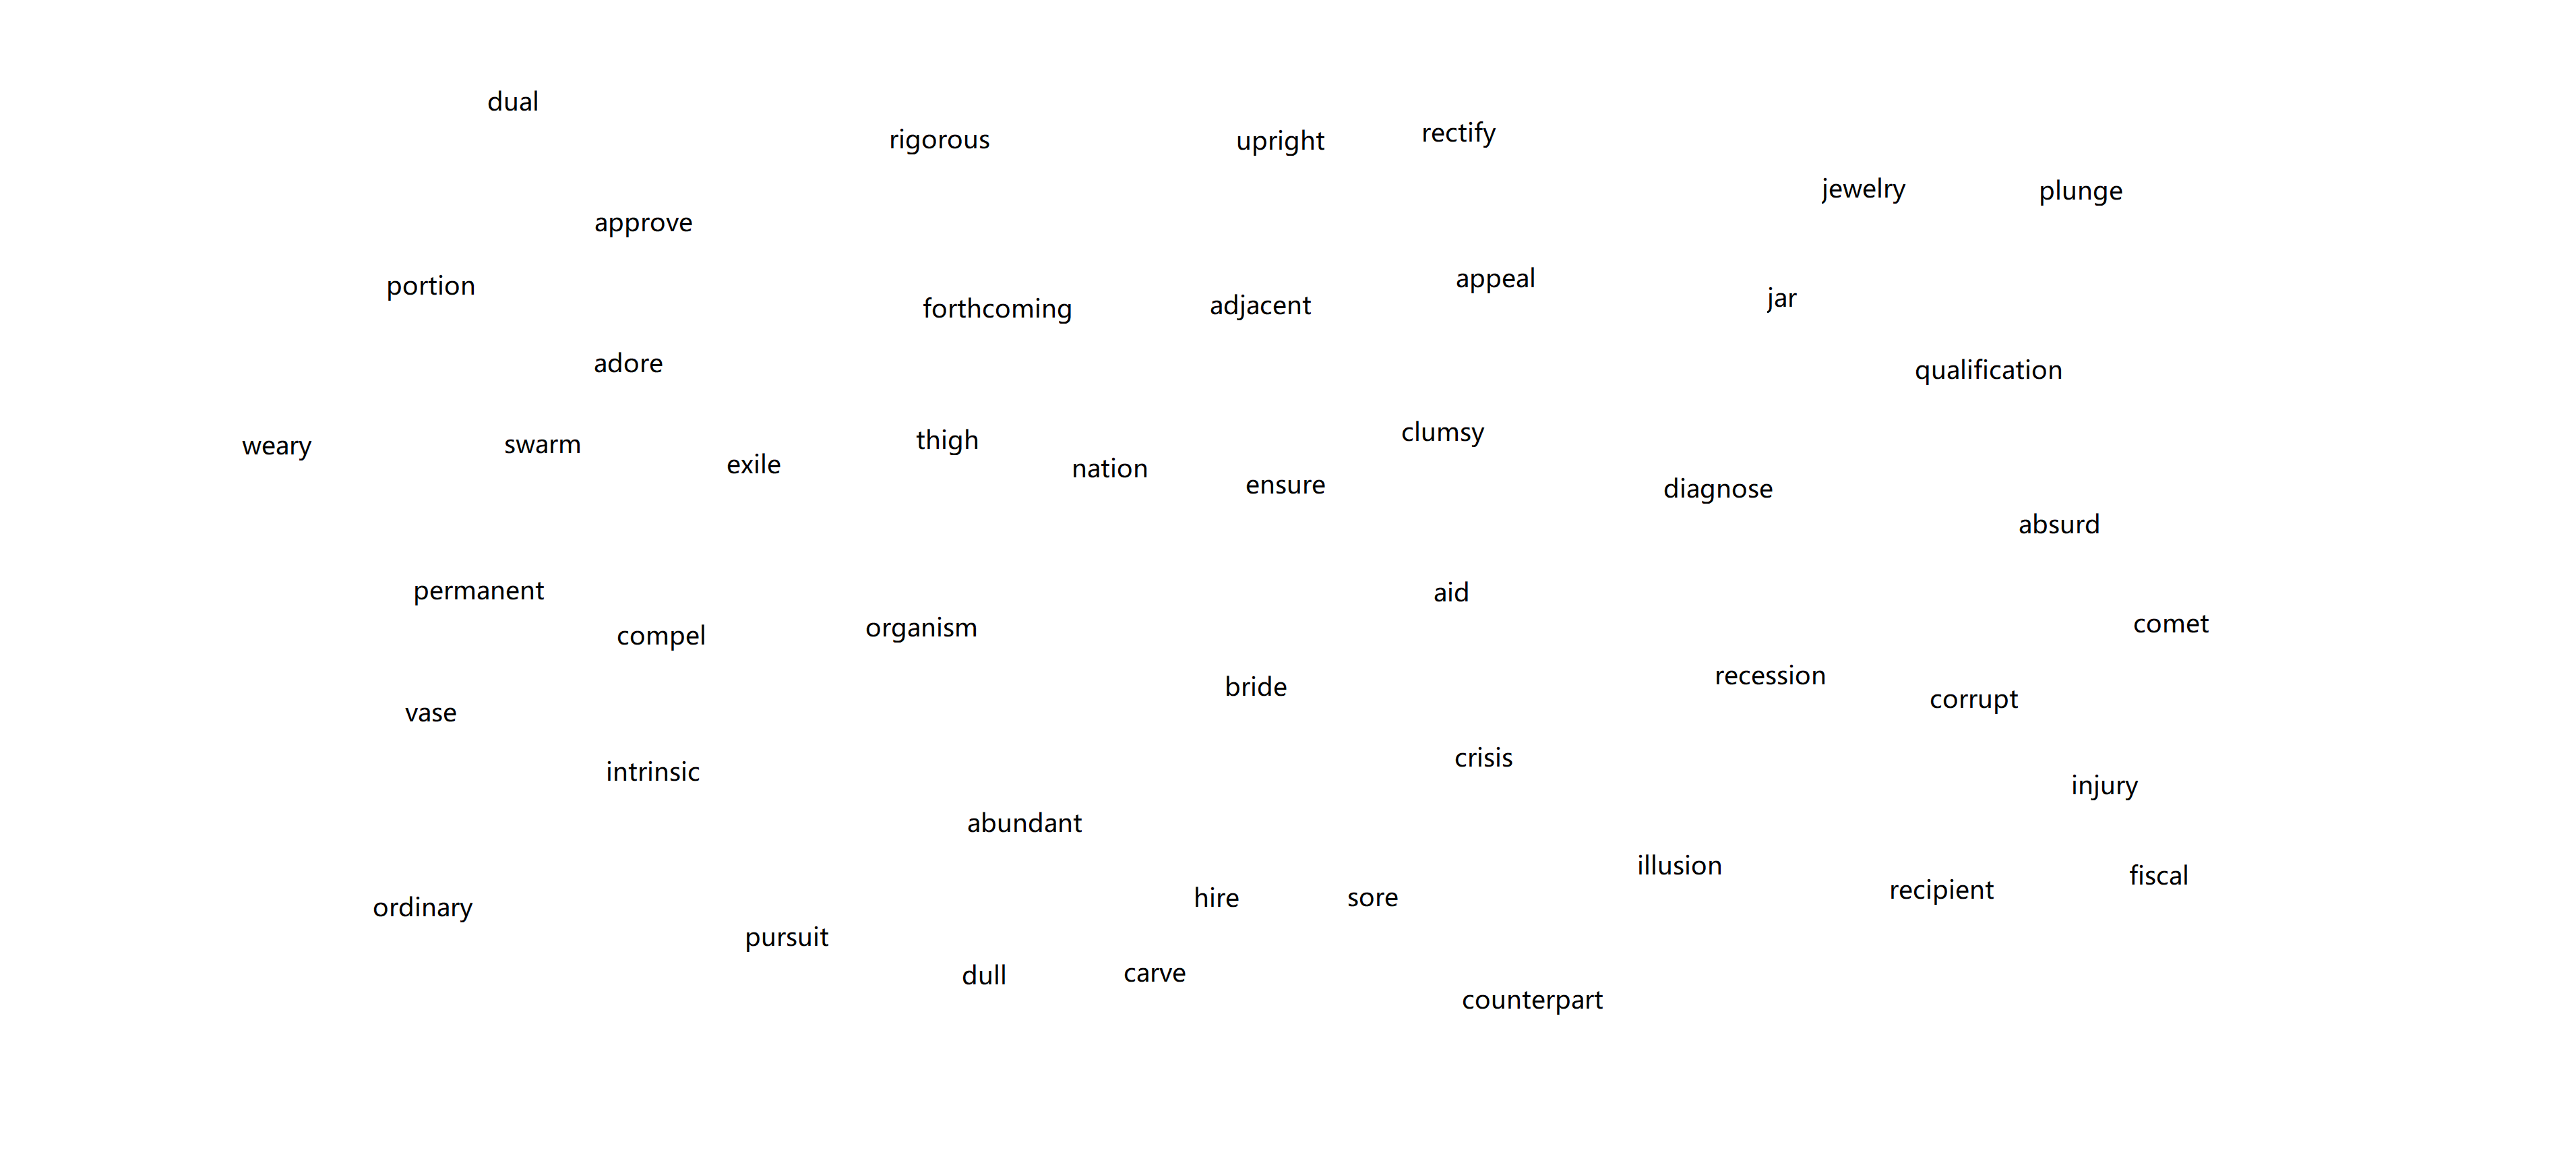 dual
rectify
rigorous
upright
jewelry
plunge
approve
appeal
portion
jar
adjacent
forthcoming
adore
qualification
clumsy
thigh
swarm
weary
exile
nation
ensure
diagnose
absurd
permanent
aid
comet
organism
compel
recession
bride
corrupt
vase
crisis
intrinsic
injury
abundant
illusion
fiscal
recipient
hire
sore
ordinary
pursuit
carve
dull
counterpart